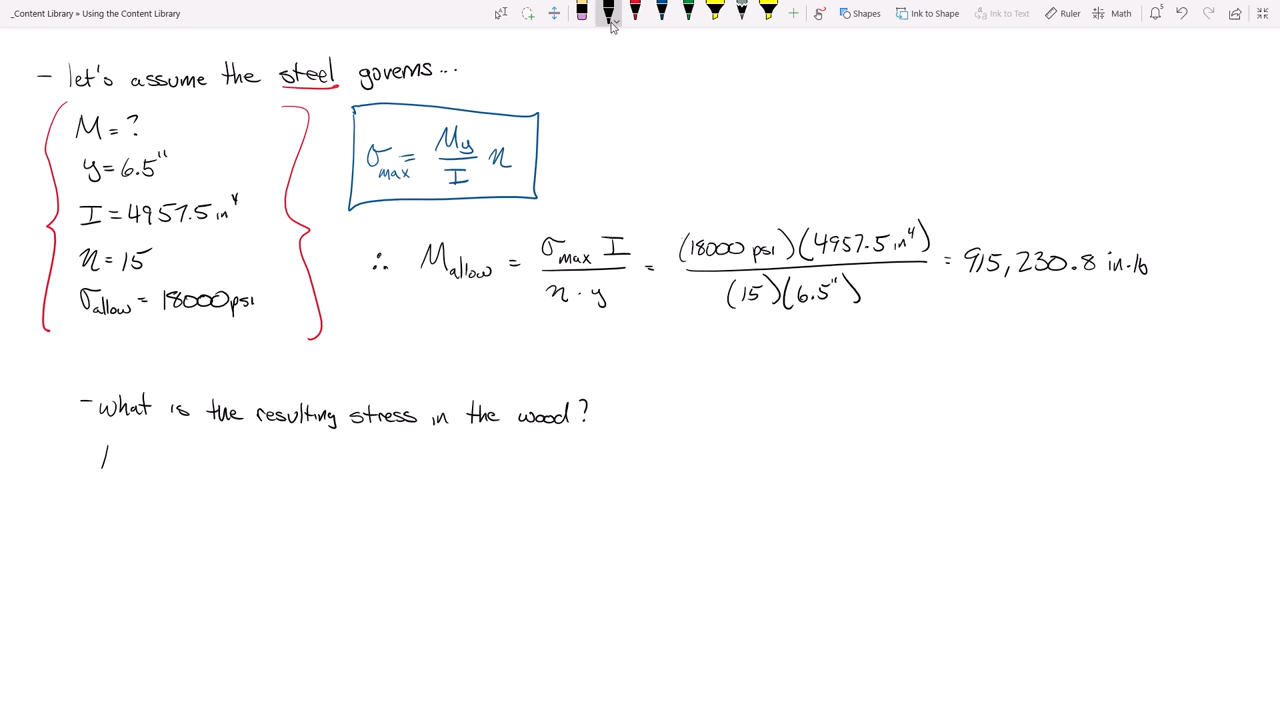 _Content Library » Using the Content Library
Shapes
Ink to Shape
Ink to Text
Ruler
Math
5
- let's assume the steel governs...
M = ?
y = 6.5"
I = 4957.5 in⁴
n = 15
σallow = 18000 psi
σmax = My/I n
∴ Mallow = σmax I / n · y = (18000 psi)(4957.5 in⁴) / (15)(6.5") = 915,230.8 in·lb
- what is the resulting stress in the wood?